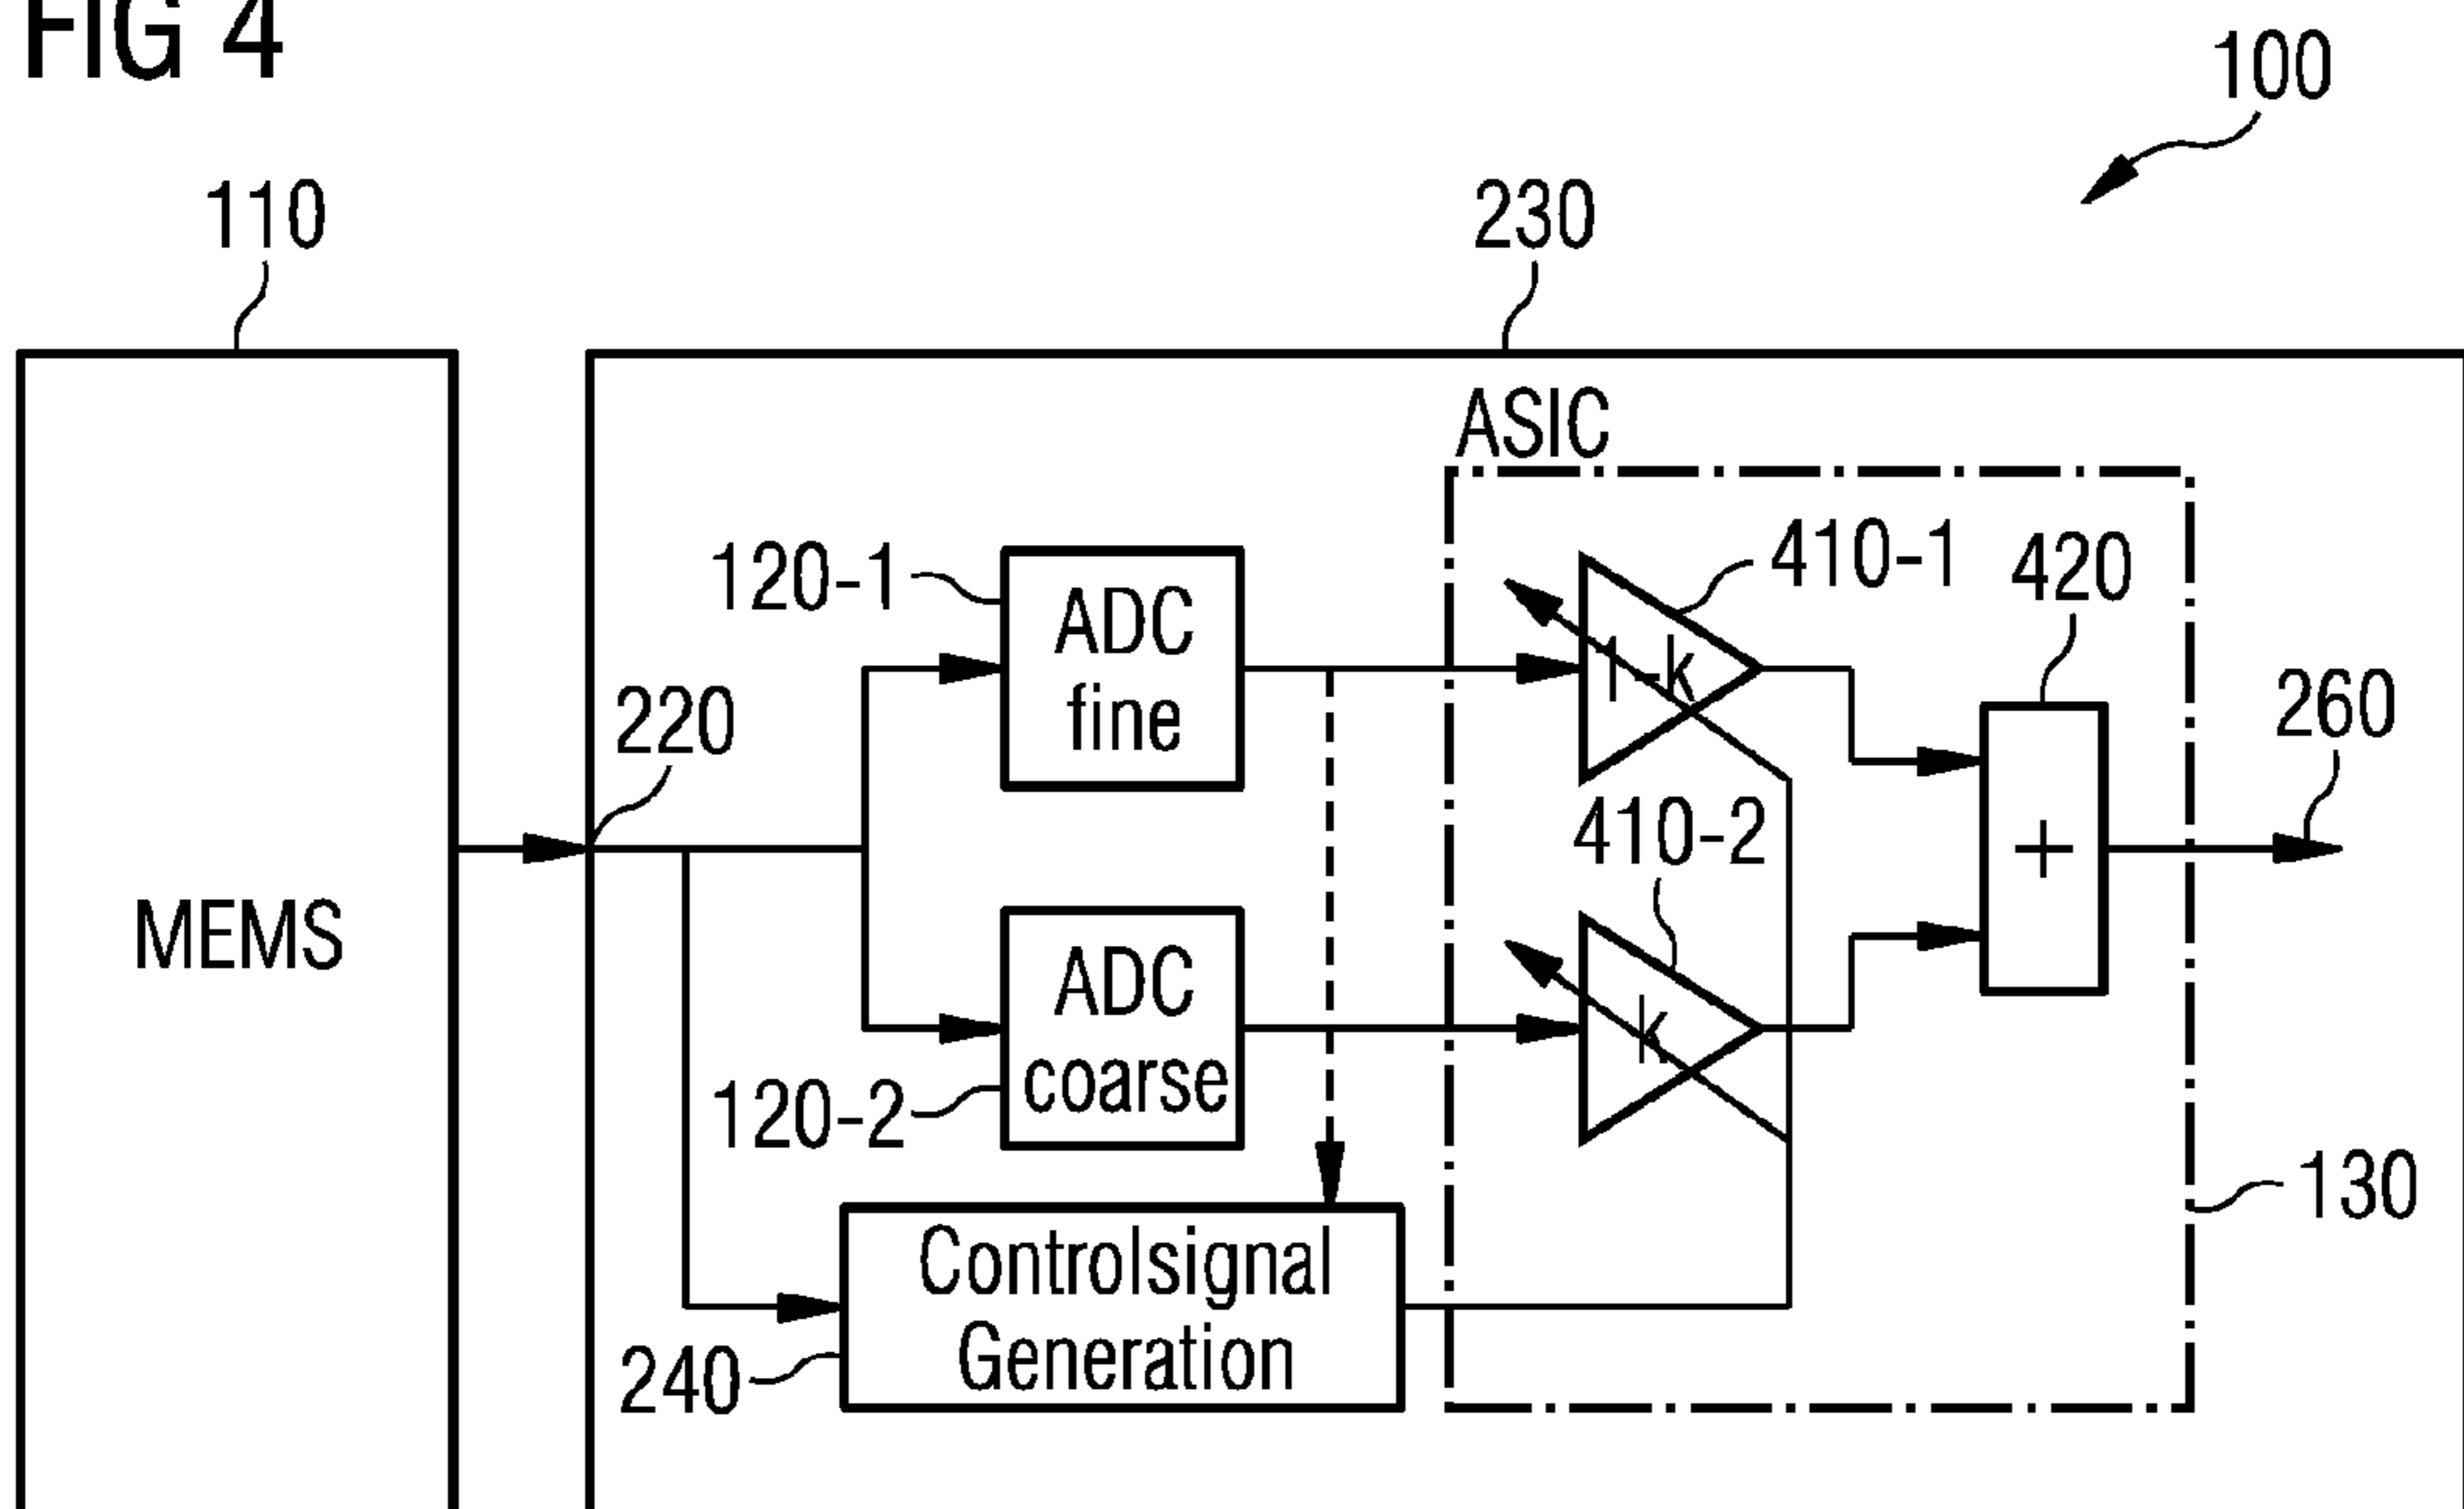 FIG 4
100
110
230
ASIC
120-1
ADC
fine
410-1
420
1-k
220
260
410-2
MEMS
+
ADC
coarse
k
120-2
130
Controlsignal
Generation
240